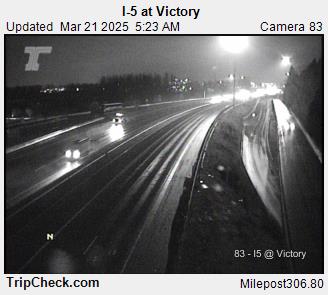 I-5 at Victory
Updated Mar 21 2025 5:23 AM Camera 83
T
N
83 - I5 @ Victory
TripCheck.com Milepost306.80